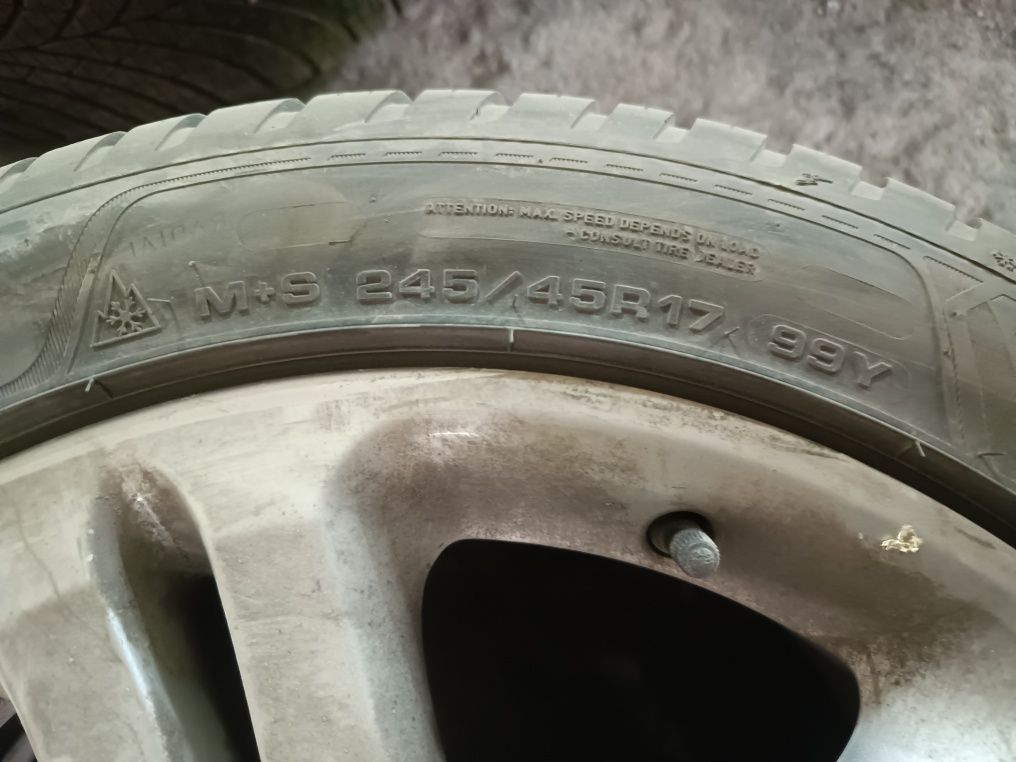 ATTENTION: MAX. SPEED DEPENDS ON LOAD
- CONSULT TIRE DEALER
M+S 245/45R17 99Y